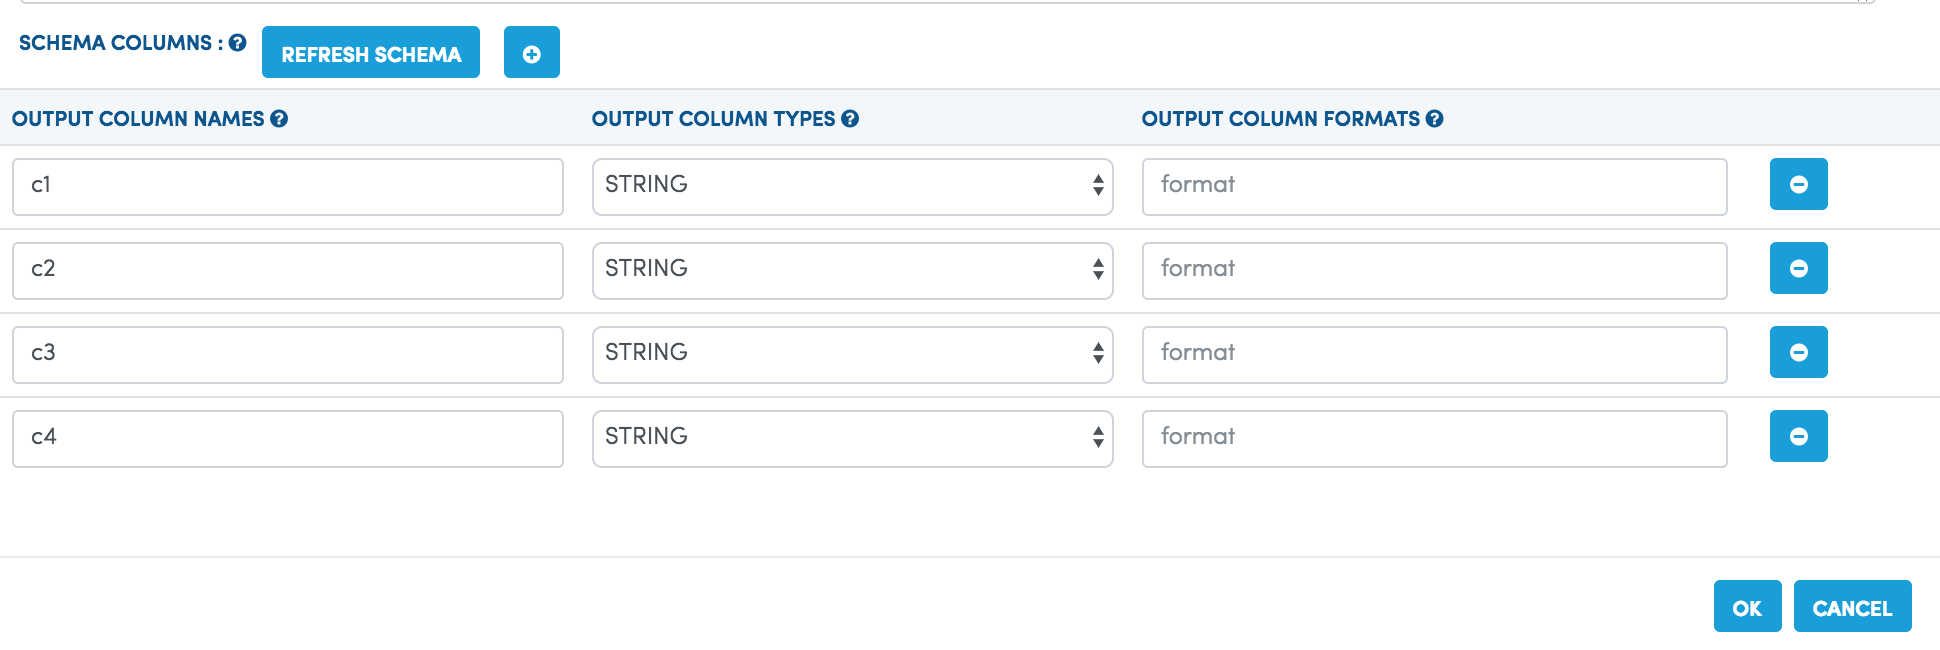 SCHEMA COLUMNS : REFRESH SCHEMA
OUTPUT COLUMN NAMES OUTPUT COLUMN TYPES OUTPUT COLUMN FORMATS
c1 STRING format
c2 STRING format
c3 STRING format
c4 STRING format
OK CANCEL